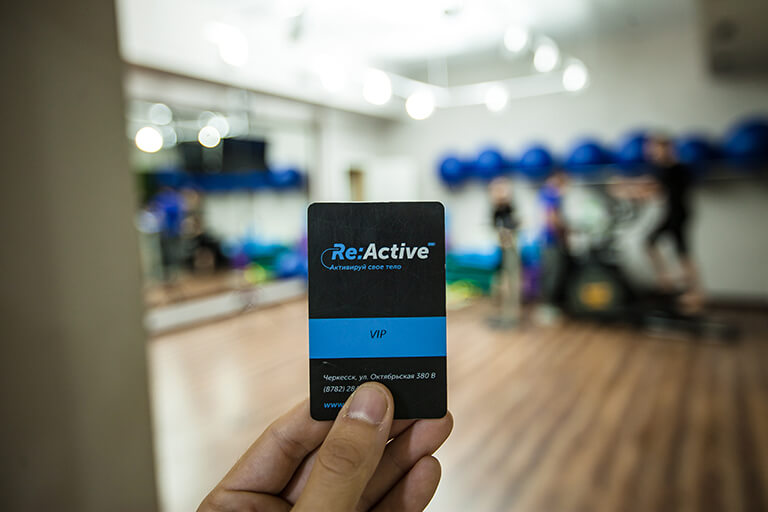 Re:Active
Активируй свое тело
VIP
Черкесск, ул. Октябрьская 380 В
(8782) 28
www.